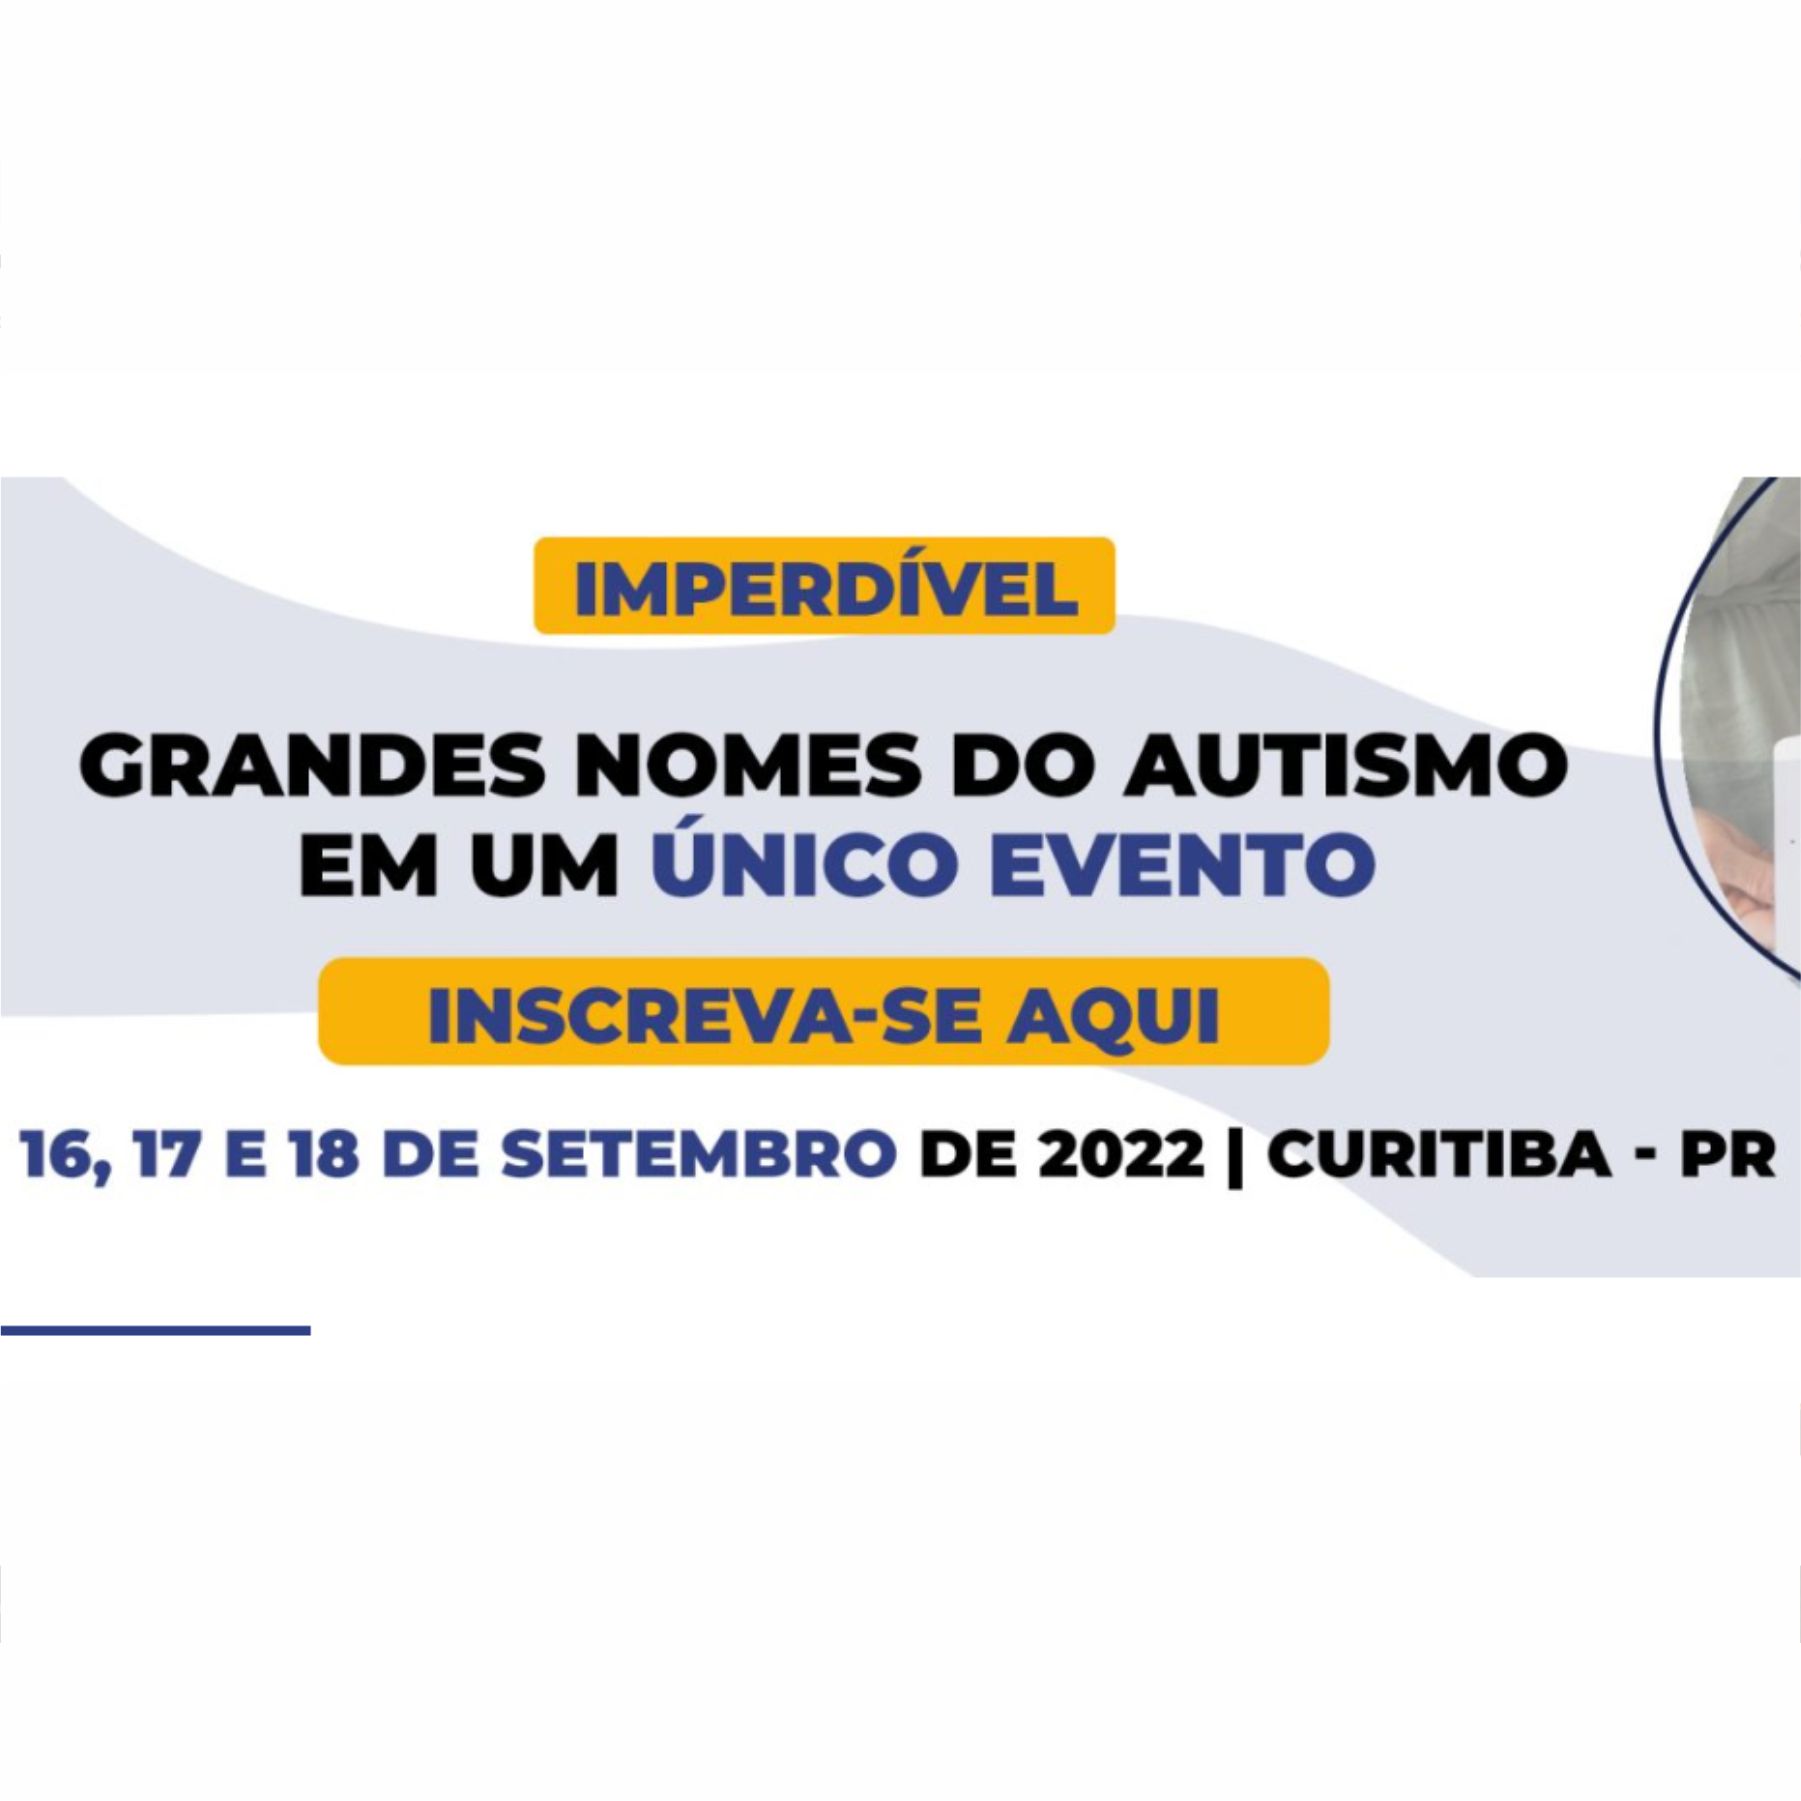 IMPERDÍVEL
GRANDES NOMES DO AUTISMO
EM UM ÚNICO EVENTO
INSCREVA-SE AQUI
16, 17 E 18 DE SETEMBRO DE 2022 | CURITIBA - PR